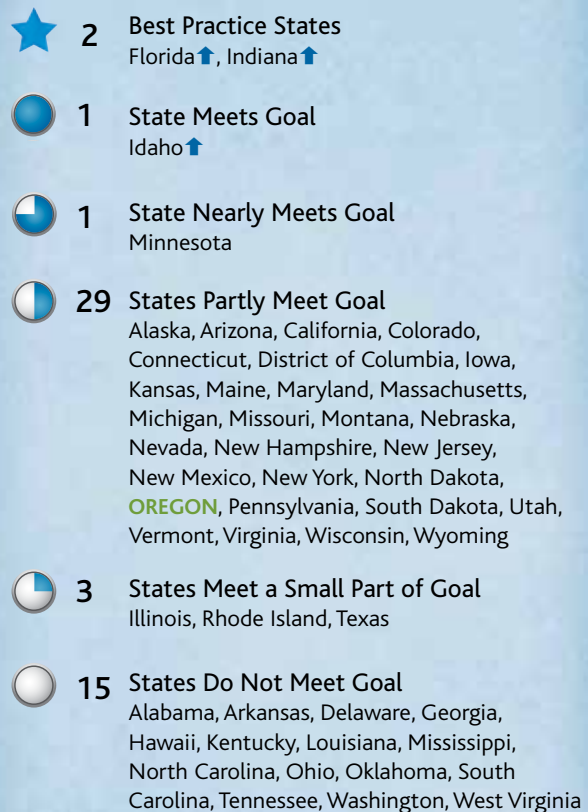 2 Best Practice States
Florida⬆, Indiana⬆
1 State Meets Goal
Idaho⬆
1 State Nearly Meets Goal
Minnesota
29 States Partly Meet Goal
Alaska, Arizona, California, Colorado,
Connecticut, District of Columbia, Iowa,
Kansas, Maine, Maryland, Massachusetts,
Michigan, Missouri, Montana, Nebraska,
Nevada, New Hampshire, New Jersey,
New Mexico, New York, North Dakota,
OREGON, Pennsylvania, South Dakota, Utah,
Vermont, Virginia, Wisconsin, Wyoming
3 States Meet a Small Part of Goal
Illinois, Rhode Island, Texas
15 States Do Not Meet Goal
Alabama, Arkansas, Delaware, Georgia,
Hawaii, Kentucky, Louisiana, Mississippi,
North Carolina, Ohio, Oklahoma, South
Carolina, Tennessee, Washington, West Virginia